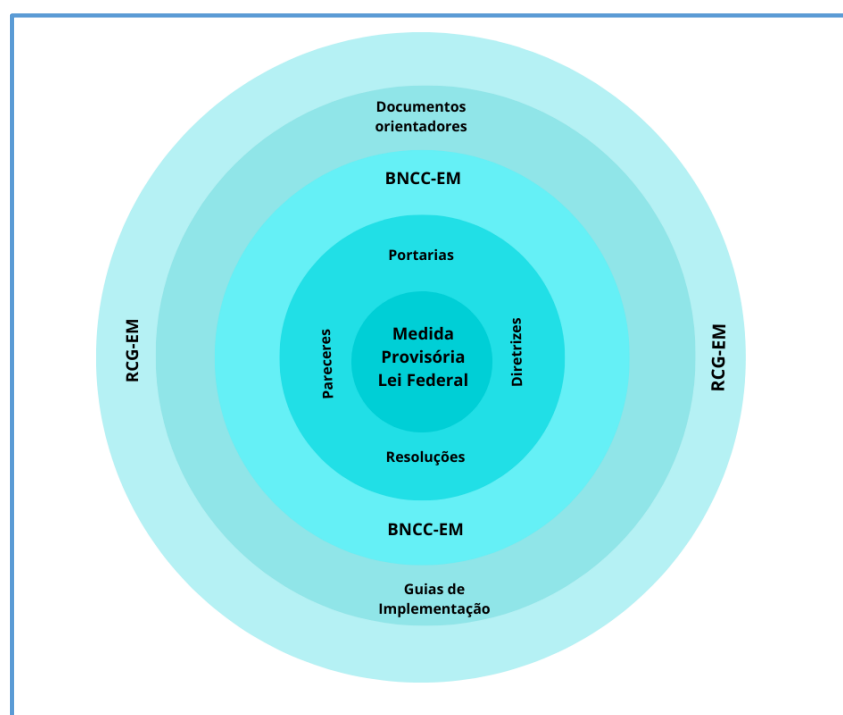 Documentos
orientadores
BNCC-EM
Portarias
RCG-EM
Pareceres
Medida
Provisória
Lei Federal
Diretrizes
RCG-EM
Resoluções
BNCC-EM
Guias de
Implementação